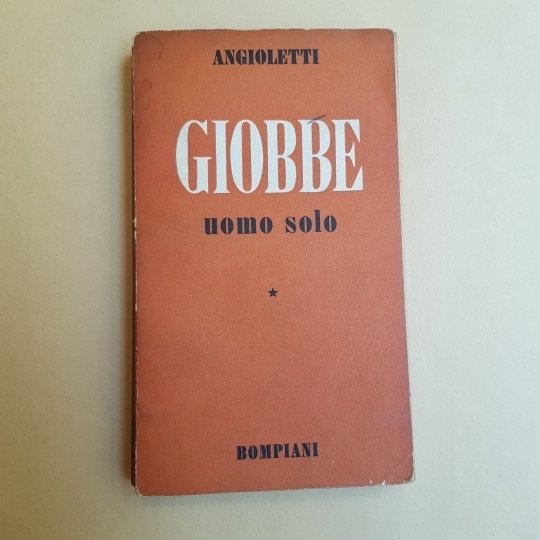 ANGIOLETTI
GIOBBE
uomo solo
★
BOMPIANI